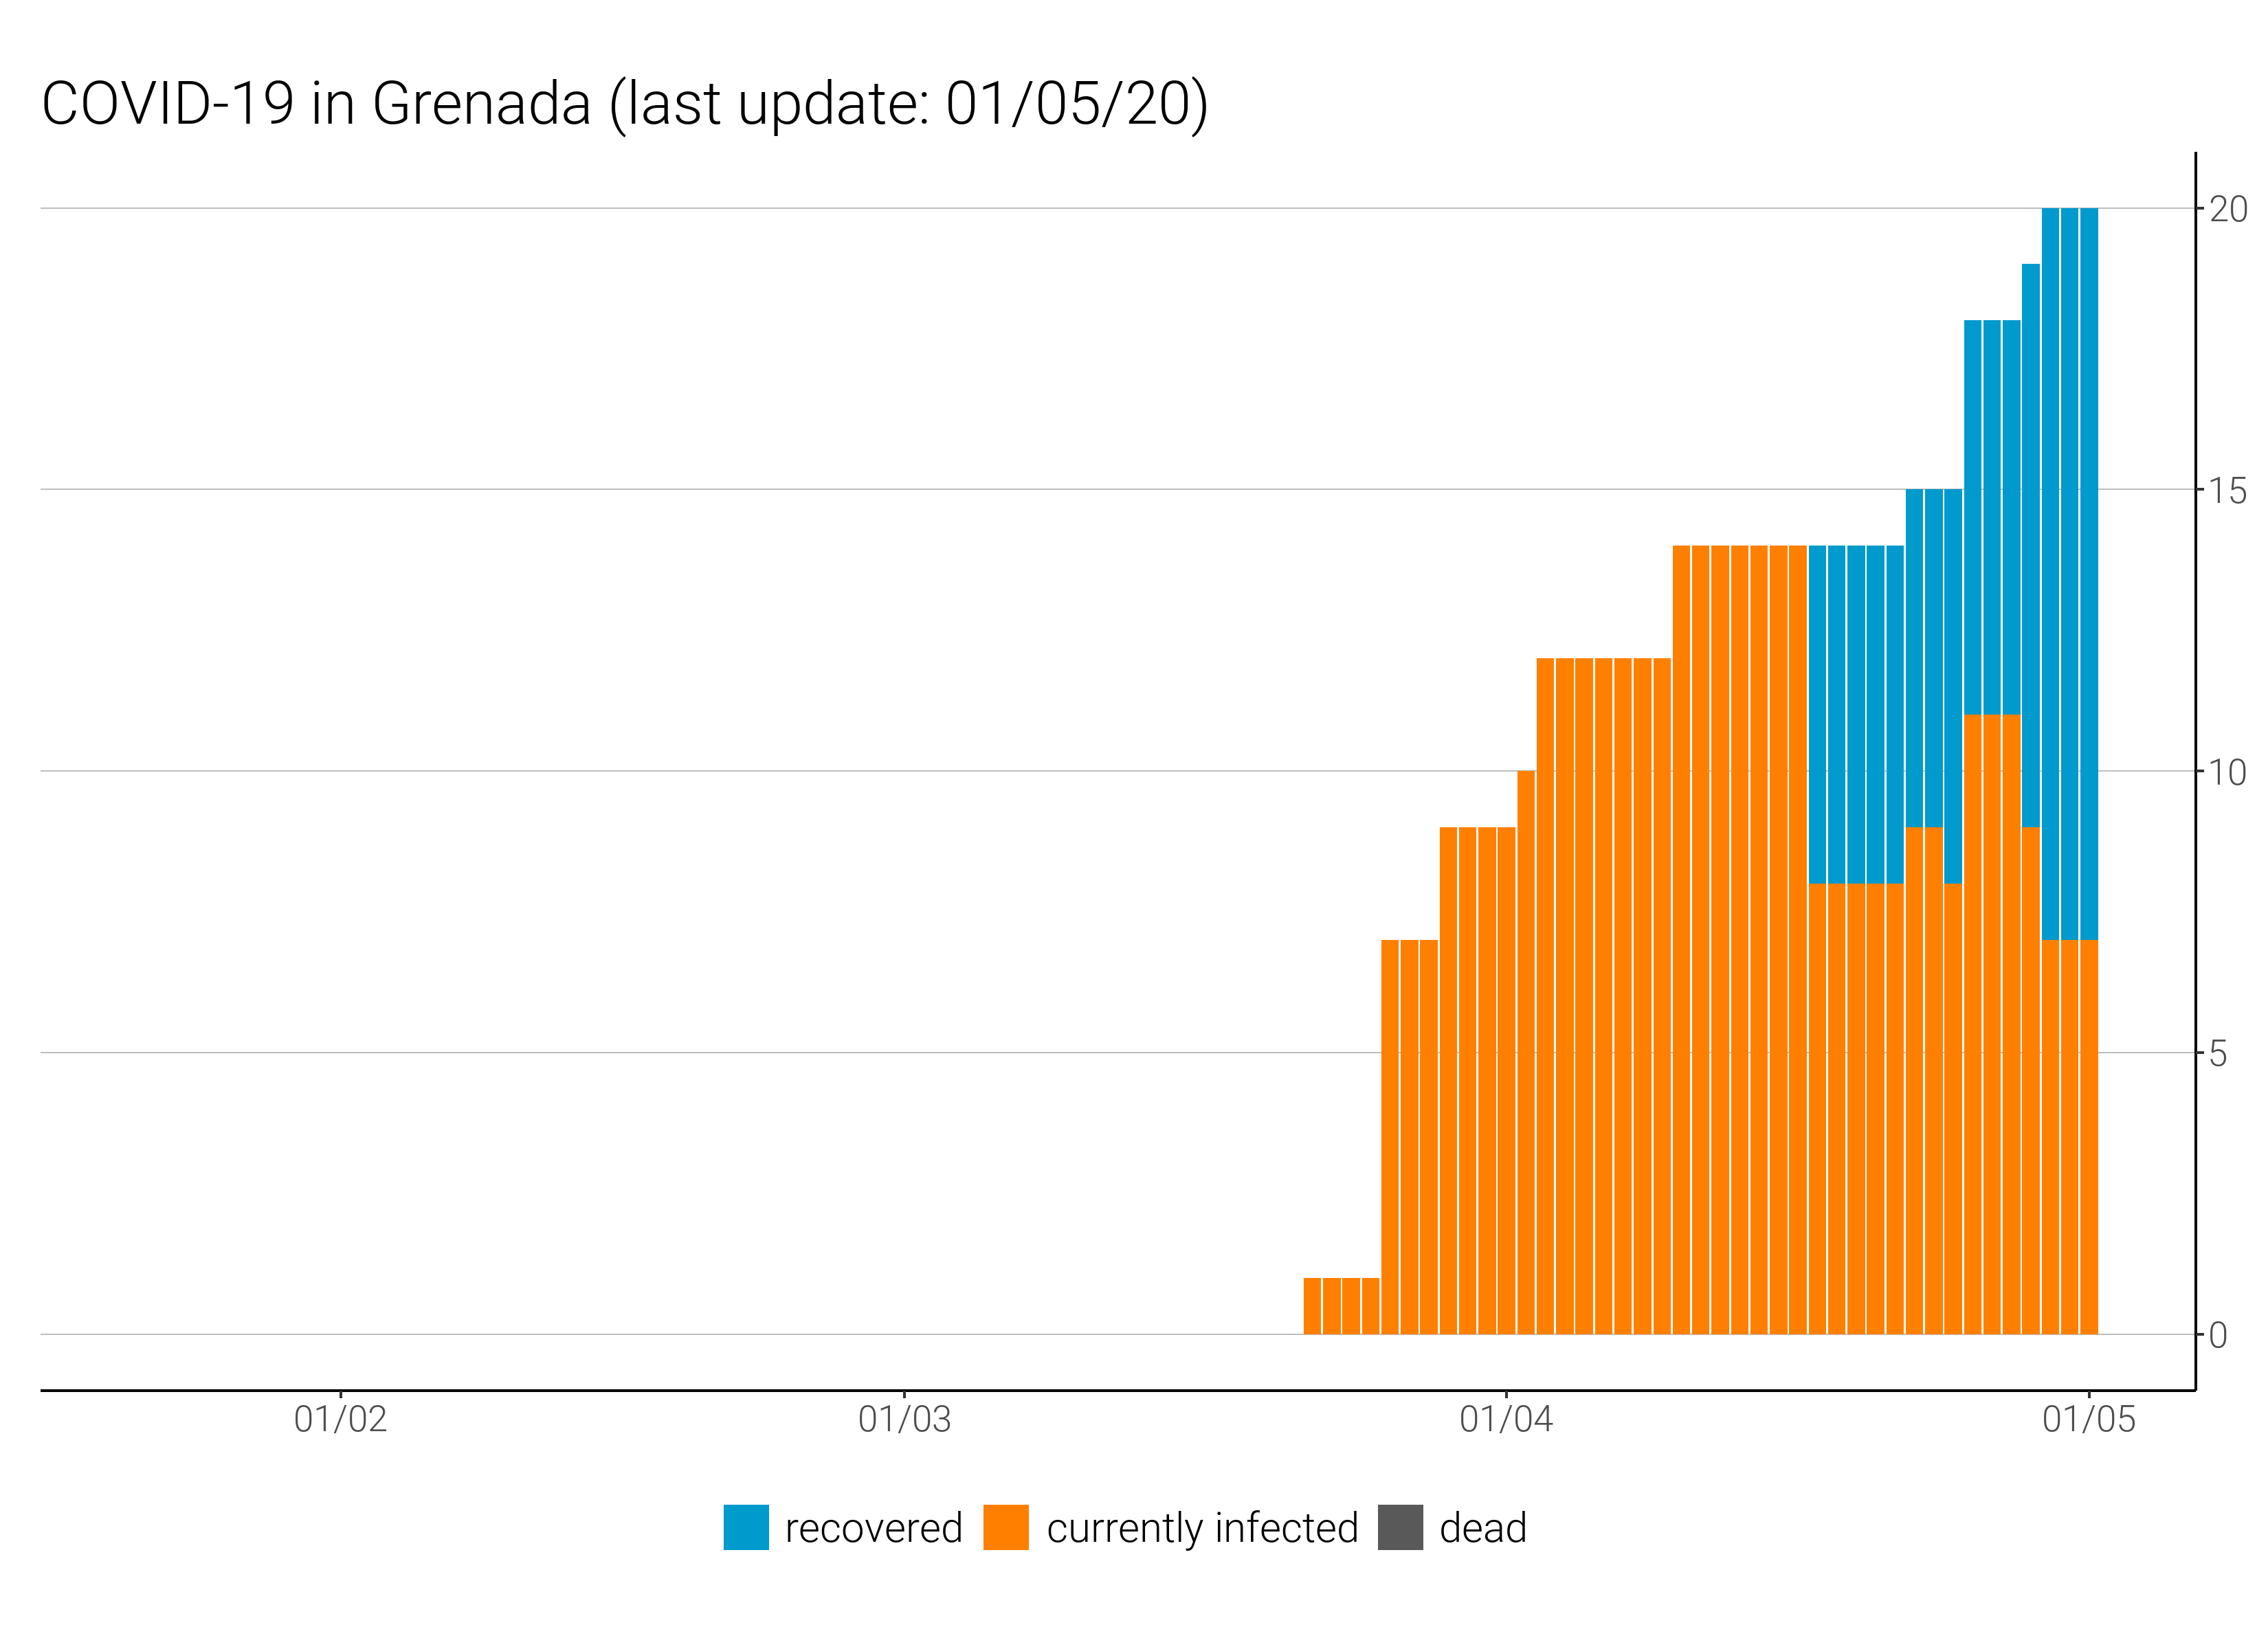 COVID-19 in Grenada (last update: 01/05/20)
20
15
10
5
0
01/02 01/03 01/04 01/05
recovered currently infected dead